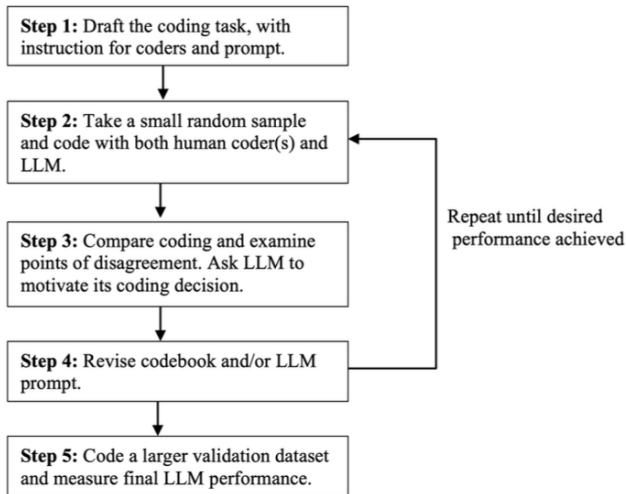 Step 1: Draft the coding task, with
instruction for coders and prompt.
Step 2: Take a small random sample
and code with both human coder(s) and
LLM.
Step 3: Compare coding and examine
points of disagreement. Ask LLM to
motivate its coding decision.
Step 4: Revise codebook and/or LLM
prompt.
Step 5: Code a larger validation dataset
and measure final LLM performance.
Repeat until desired
performance achieved